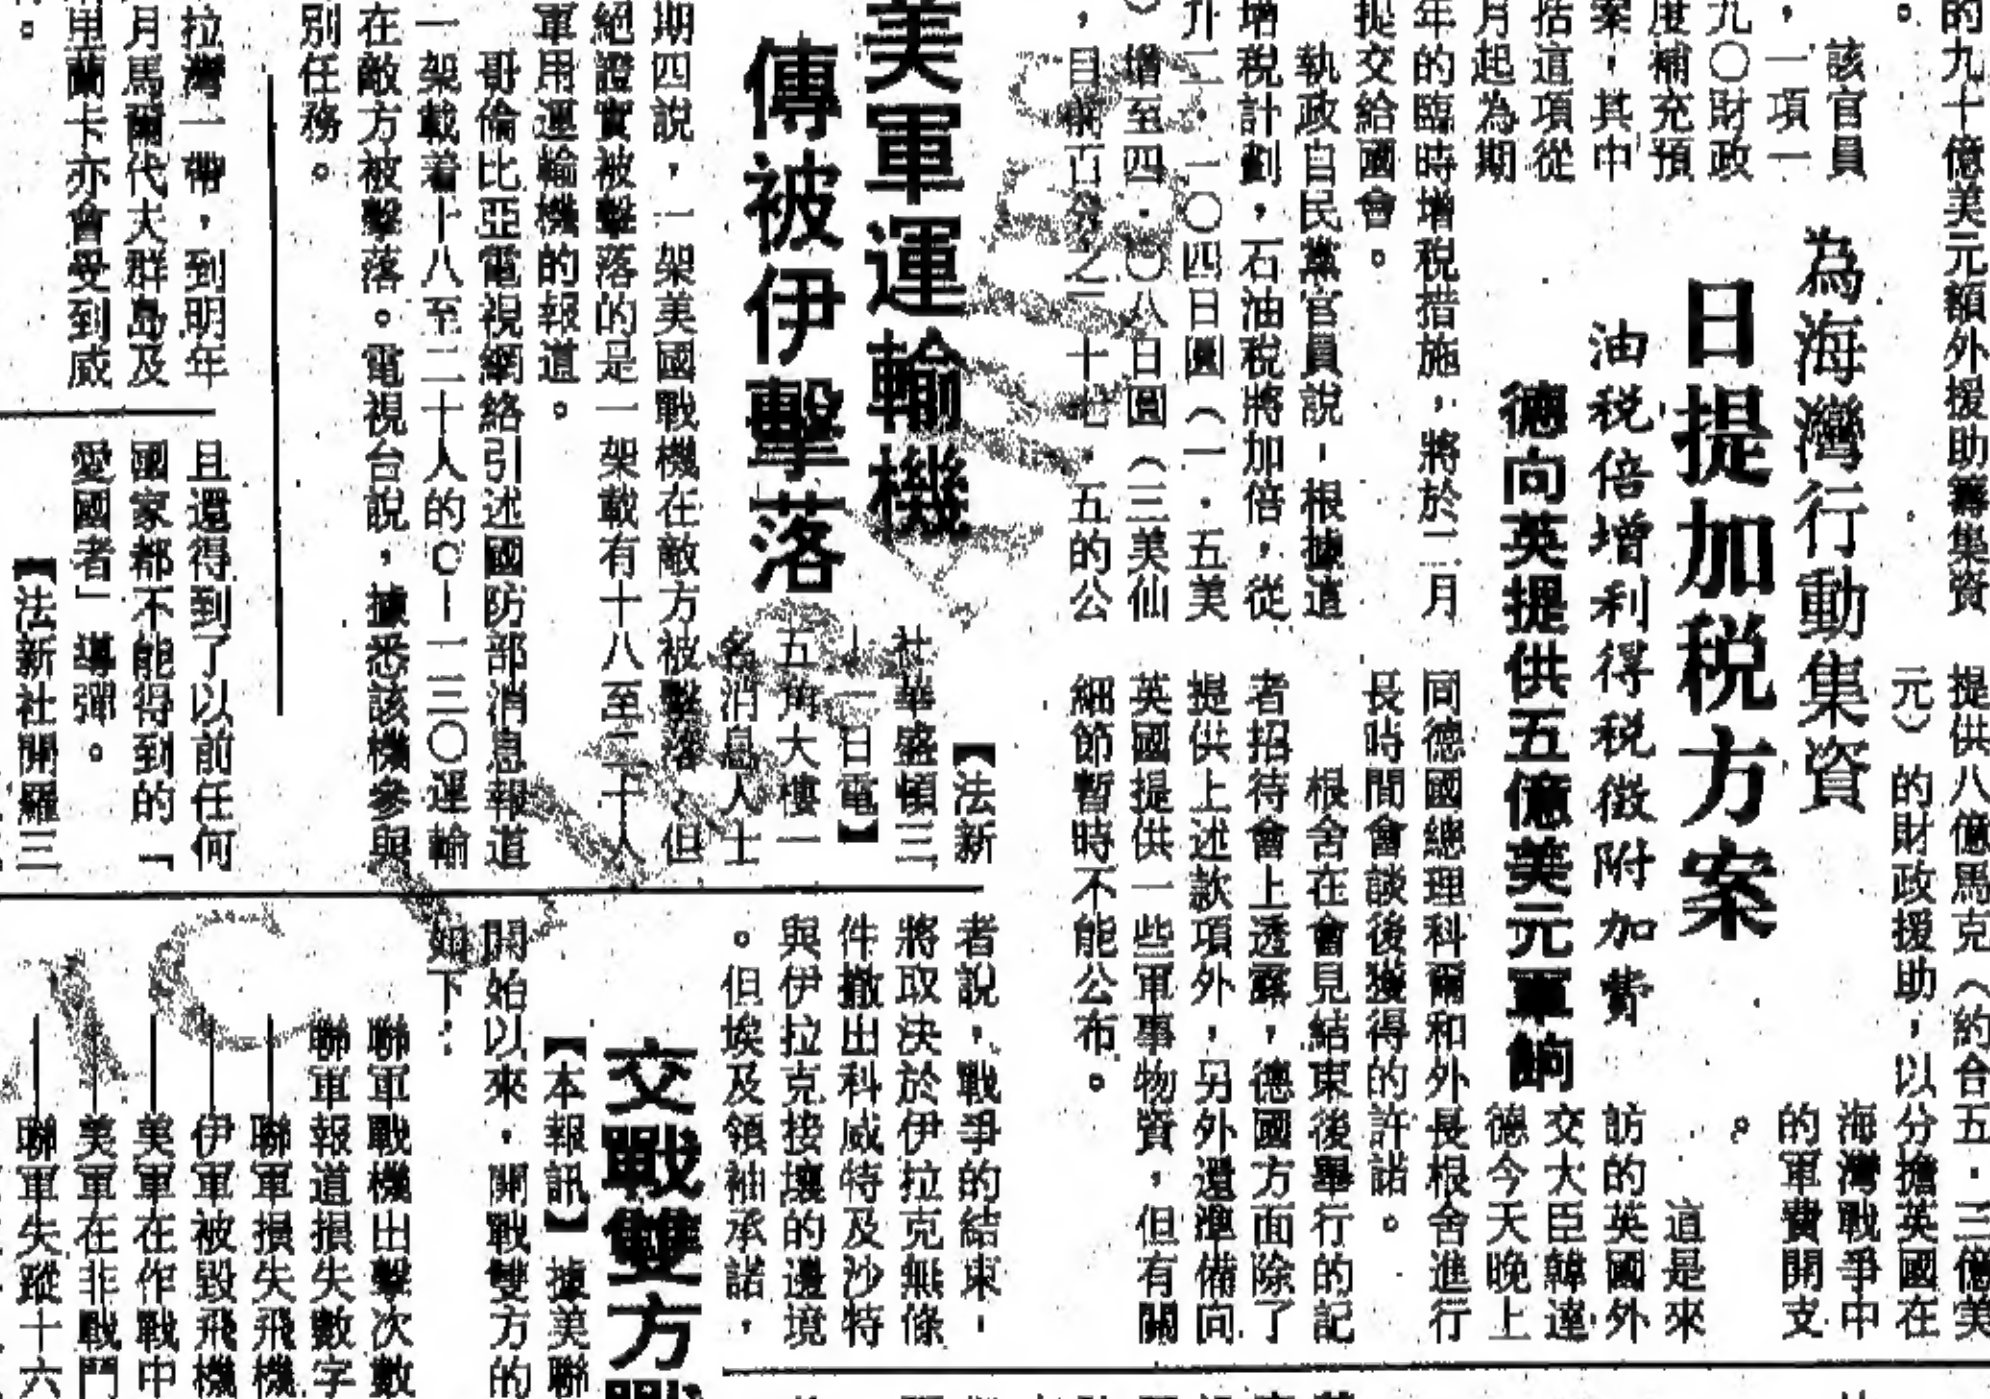 為海灣行動集資
日提加税方案
油税倍增利得税徵附加費
德向英提供五億美元軍餉
的九十億美元額外援助籌集資
。
該官員
，一項一
九〇財政
度補充預
案，其中
括這項從
月起為期
年的臨時增税措施，將於二月
提交給國會。
執政自民黨官員説，根據這
增税計劃，石油税將加倍，從
升二．一〇四日圓（一．五美
）增至四．〇八日圓（三美仙
，目前百分之三十七．五的公
提供八億馬克（約合五．三億美
元）的財政援助，以分擔英國在
海灣戰爭中
的軍費開支
。
這是來
訪的英國外
交大臣韓達
德今天晚上
同德國總理科爾和外長根舍進行
長時間會談後獲得的許諾。
根舍在會見結束後舉行的記
者招待會上透露，德國方面除了
提供上述款項外，另外還準備向
英國提供一些軍事物資，但有關
細節暫時不能公布。
美軍運輸機
傳被伊擊落
【法新
社華盛頓三
十一日電】
五角大樓一
名消息人士
期四説，一架美國戰機在敵方被擊落，但
絕證實被擊落的是一架載有十八至二十人
軍用運輸機的報道。
哥倫比亞電視網絡引述國防部消息報道
一架載着十八至二十人的C—一三〇運輸
在敵方被擊落。電視台說，據悉該機參與
別任務。
拉灣一帶，到明年
月馬爾代大群島及
里蘭卡亦會受到威
。
且還得到了以前任何
國家都不能得到的「
愛國者」導彈。
【法新社開羅三
者說，戰爭的結束，
將取決於伊拉克無條
件撤出科威特及沙特
與伊拉克接壤的邊境
。但埃及領袖承諾，
交戰雙方戰
【本報訊】據美聯
開始以來，開戰雙方的
如下：
聯軍戰機出擊次數
聯軍報道損失數字
——聯軍損失飛機
——伊軍被毀飛機
——美軍在作戰中
——美軍在非戰鬥
——聯軍失蹤十六